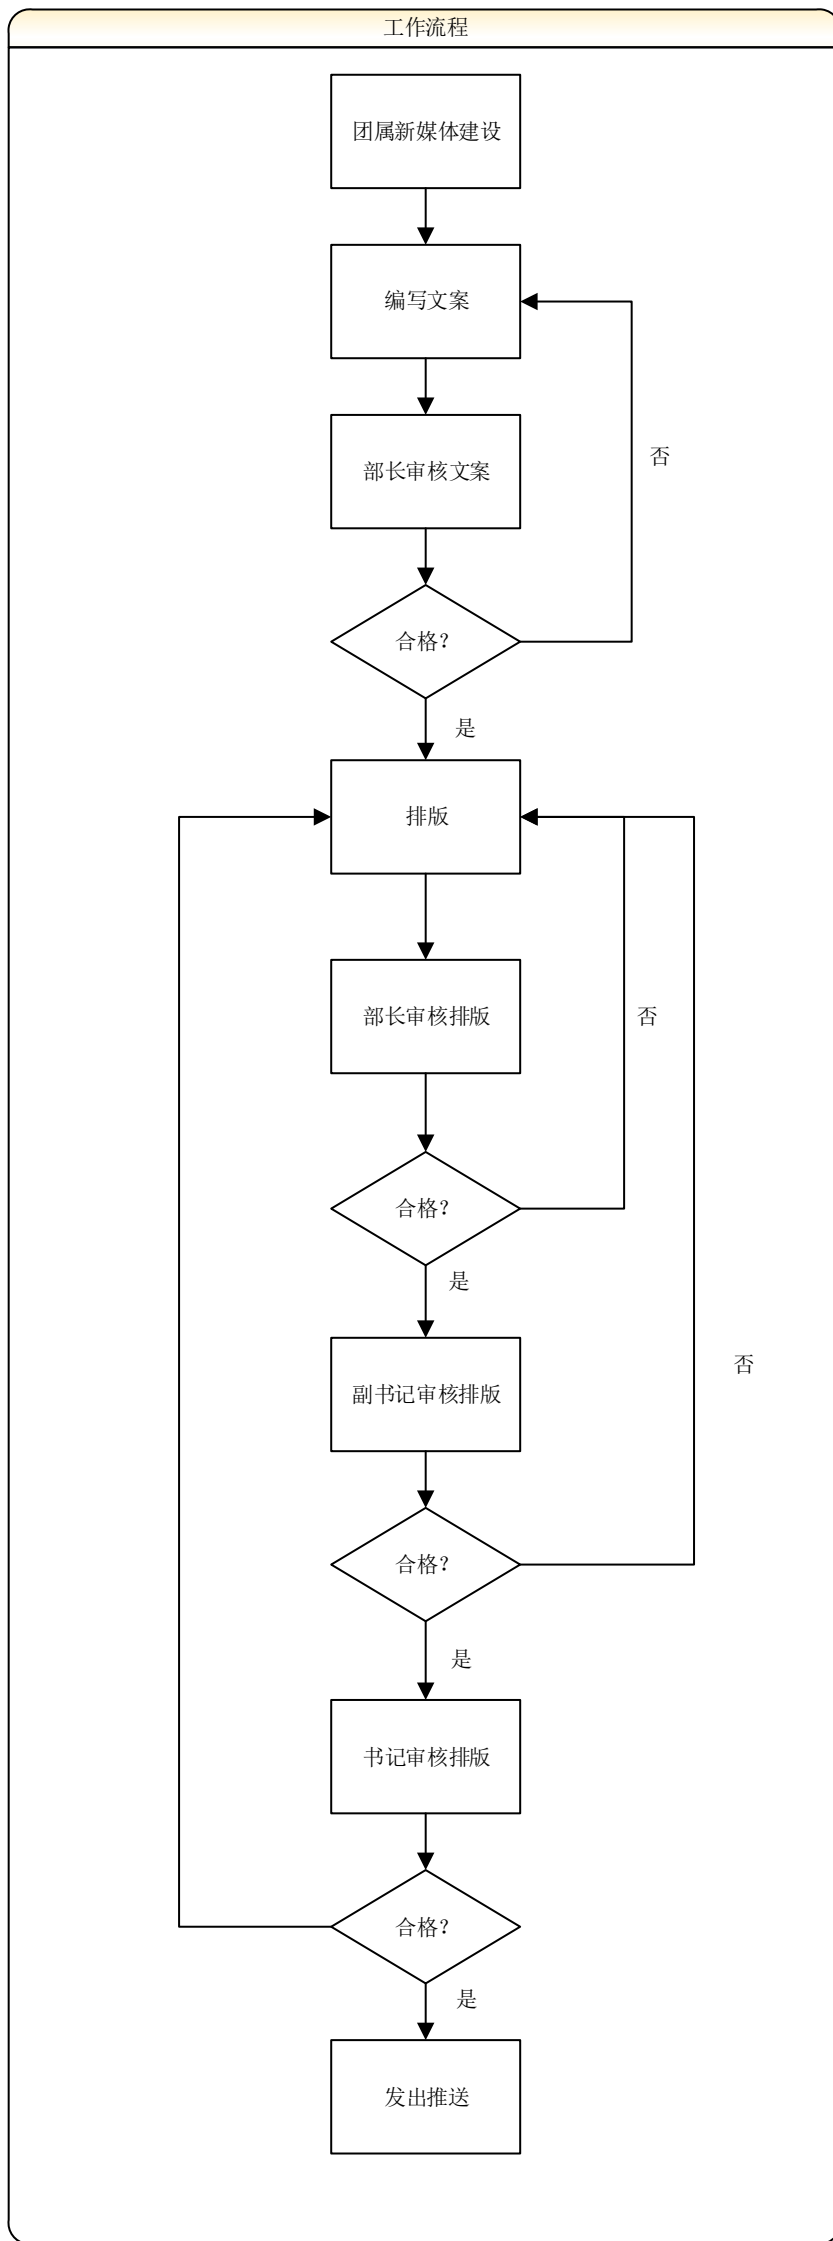 工作流程
团属新媒体建设
编写文案
部长审核文案
否
合格？
是
排版
部长审核排版
否
合格？
是
副书记审核排版
否
合格？
是
书记审核排版
合格？
是
发出推送